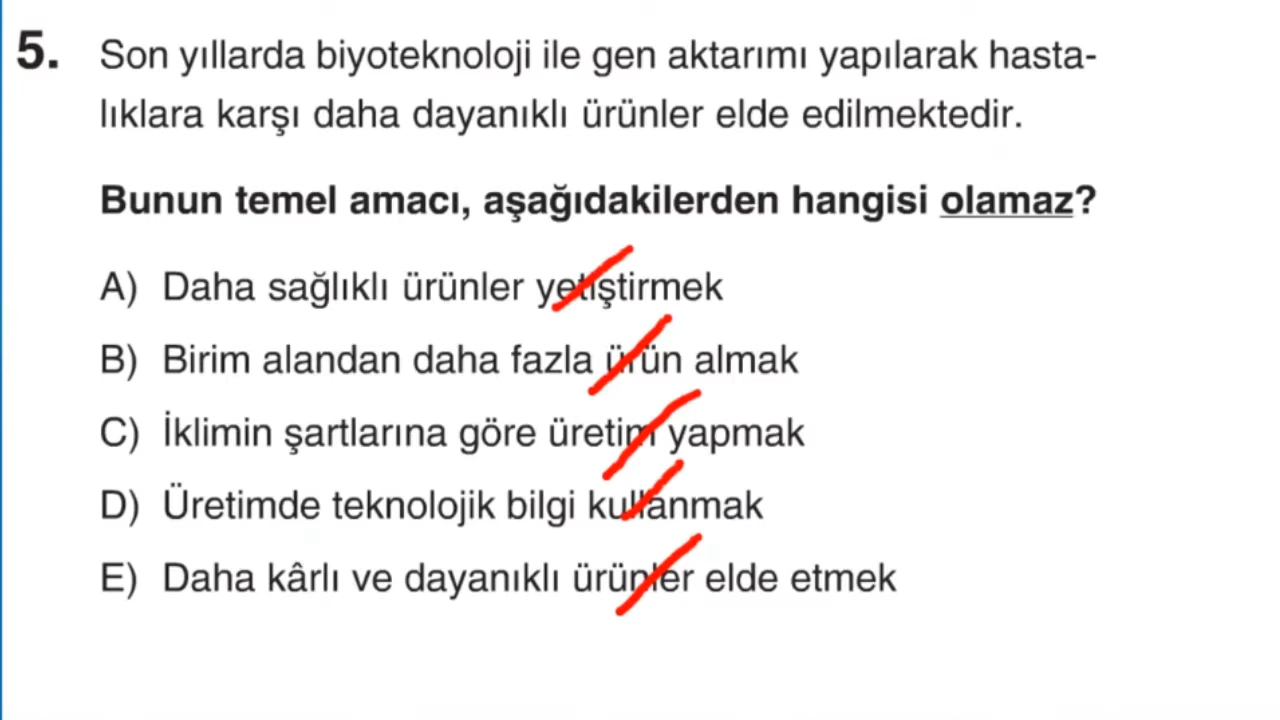 5. Son yıllarda biyoteknoloji ile gen aktarımı yapılarak hasta-
lıklara karşı daha dayanıklı ürünler elde edilmektedir.
Bunun temel amacı, aşağıdakilerden hangisi olamaz?
A) Daha sağlıklı ürünler yetiştirmek
B) Birim alandan daha fazla ürün almak
C) İklimin şartlarına göre üretim yapmak
D) Üretimde teknolojik bilgi kullanmak
E) Daha kârlı ve dayanıklı ürünler elde etmek